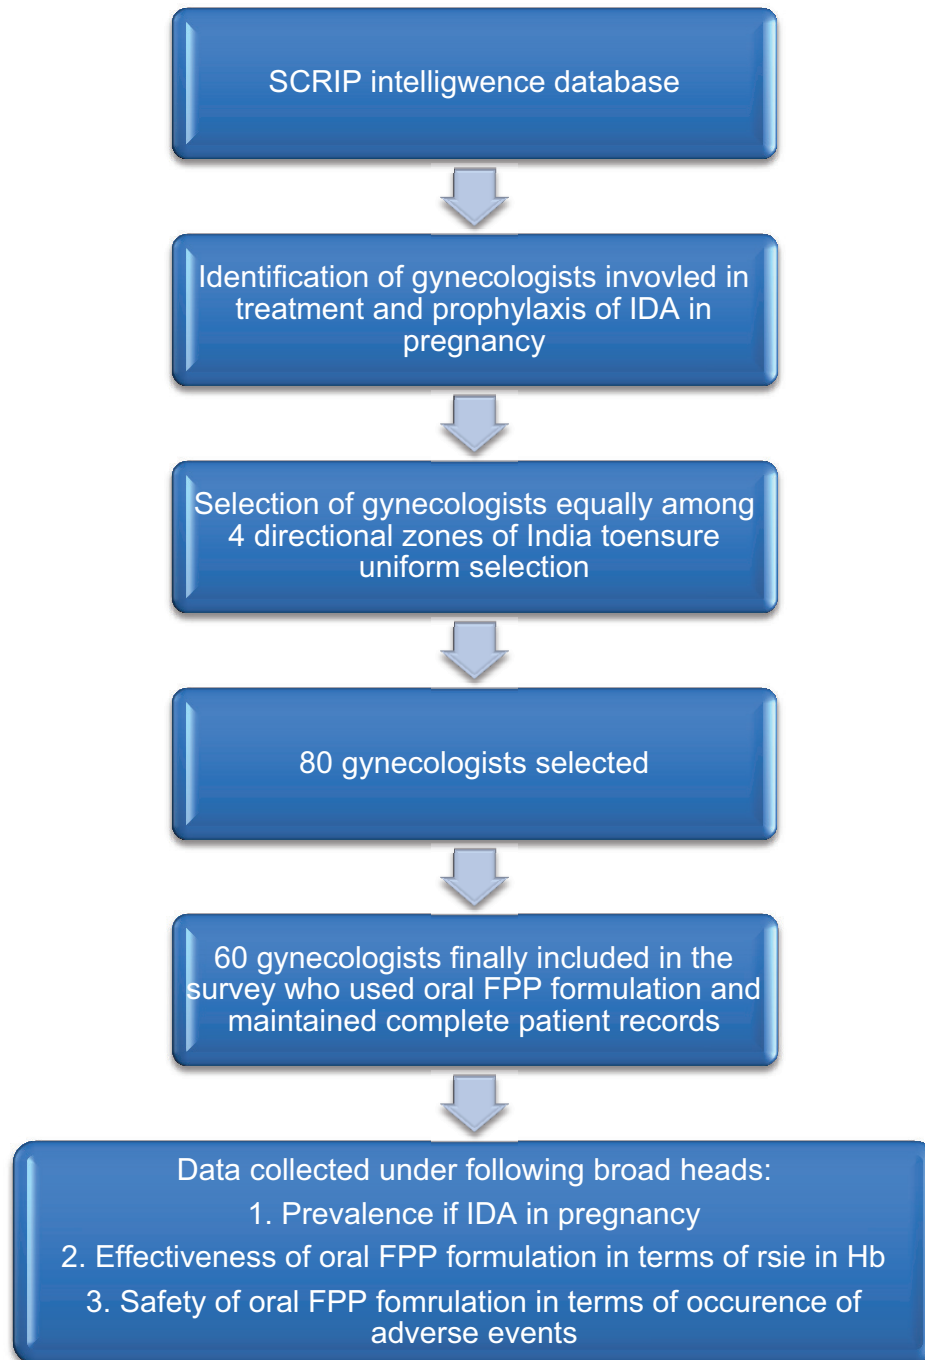 SCRIP intelligwence database
Identification of gynecologists invovled in
treatment and prophylaxis of IDA in
pregnancy
Selection of gynecologists equally among
4 directional zones of India toensure
uniform selection
80 gynecologists selected
60 gynecologists finally included in the
survey who used oral FPP formulation and
maintained complete patient records
Data collected under following broad heads:
1. Prevalence if IDA in pregnancy
2. Effectiveness of oral FPP formulation in terms of rsie in Hb
3. Safety of oral FPP fomrulation in terms of occurence of
adverse events